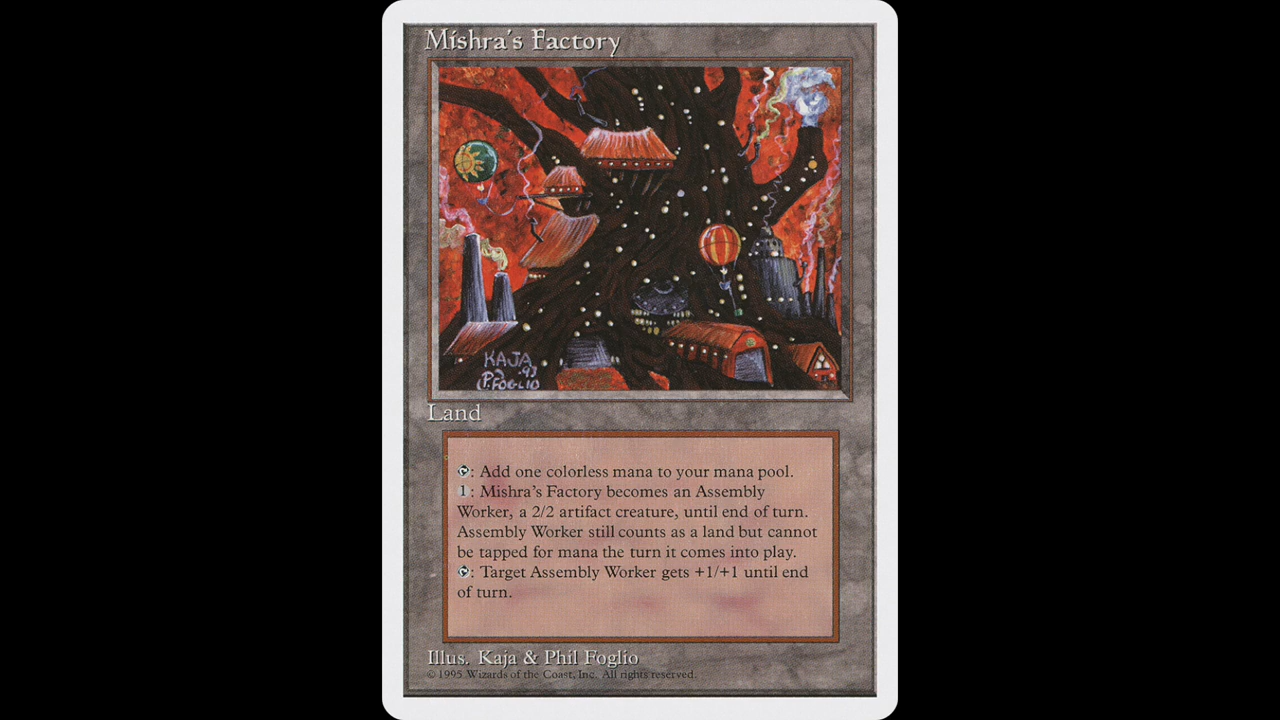 Mishra's Factory
KAJA
'93
P.FOGLIO
Land
: Add one colorless mana to your mana pool.
1: Mishra's Factory becomes an Assembly
Worker, a 2/2 artifact creature, until end of turn.
Assembly Worker still counts as a land but cannot
be tapped for mana the turn it comes into play.
: Target Assembly Worker gets +1/+1 until end
of turn.
Illus. Kaja & Phil Foglio
© 1995 Wizards of the Coast, Inc. All rights reserved.